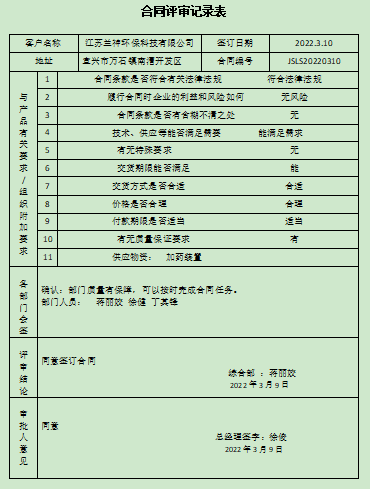 合同评审记录表
客户名称 江苏兰祥环保科技有限公司 签订日期 2022.3.10
地址 宜兴市万石镇南漕开发区 合同编号 JSLS20220310
与产品有关要求/组织附加要求
1 合同条款是否符合有关法律法规 符合法律法规
2 履行合同时企业的利益和风险如何 无风险
3 合同条款是否有含糊不清之处 无
4 技术、供应等能否满足需要 能满足需求
5 有无特殊要求 无
6 交货期限能否满足 能
7 交货方式是否合适 合适
8 价格是否合理 合理
9 付款期限是否适当 适当
10 有无质量保证要求 有
11 供应物资: 加药装置
各部门会签
确认:部门质量有保障,可以按时完成合同任务。
部门人员: 蒋丽姣 徐健 丁其锋
评审结论
同意签订合同
综合部 :蒋丽姣
2022年3月9日
审批人意见
同意
总经理签字:徐俊
2022年3月9日